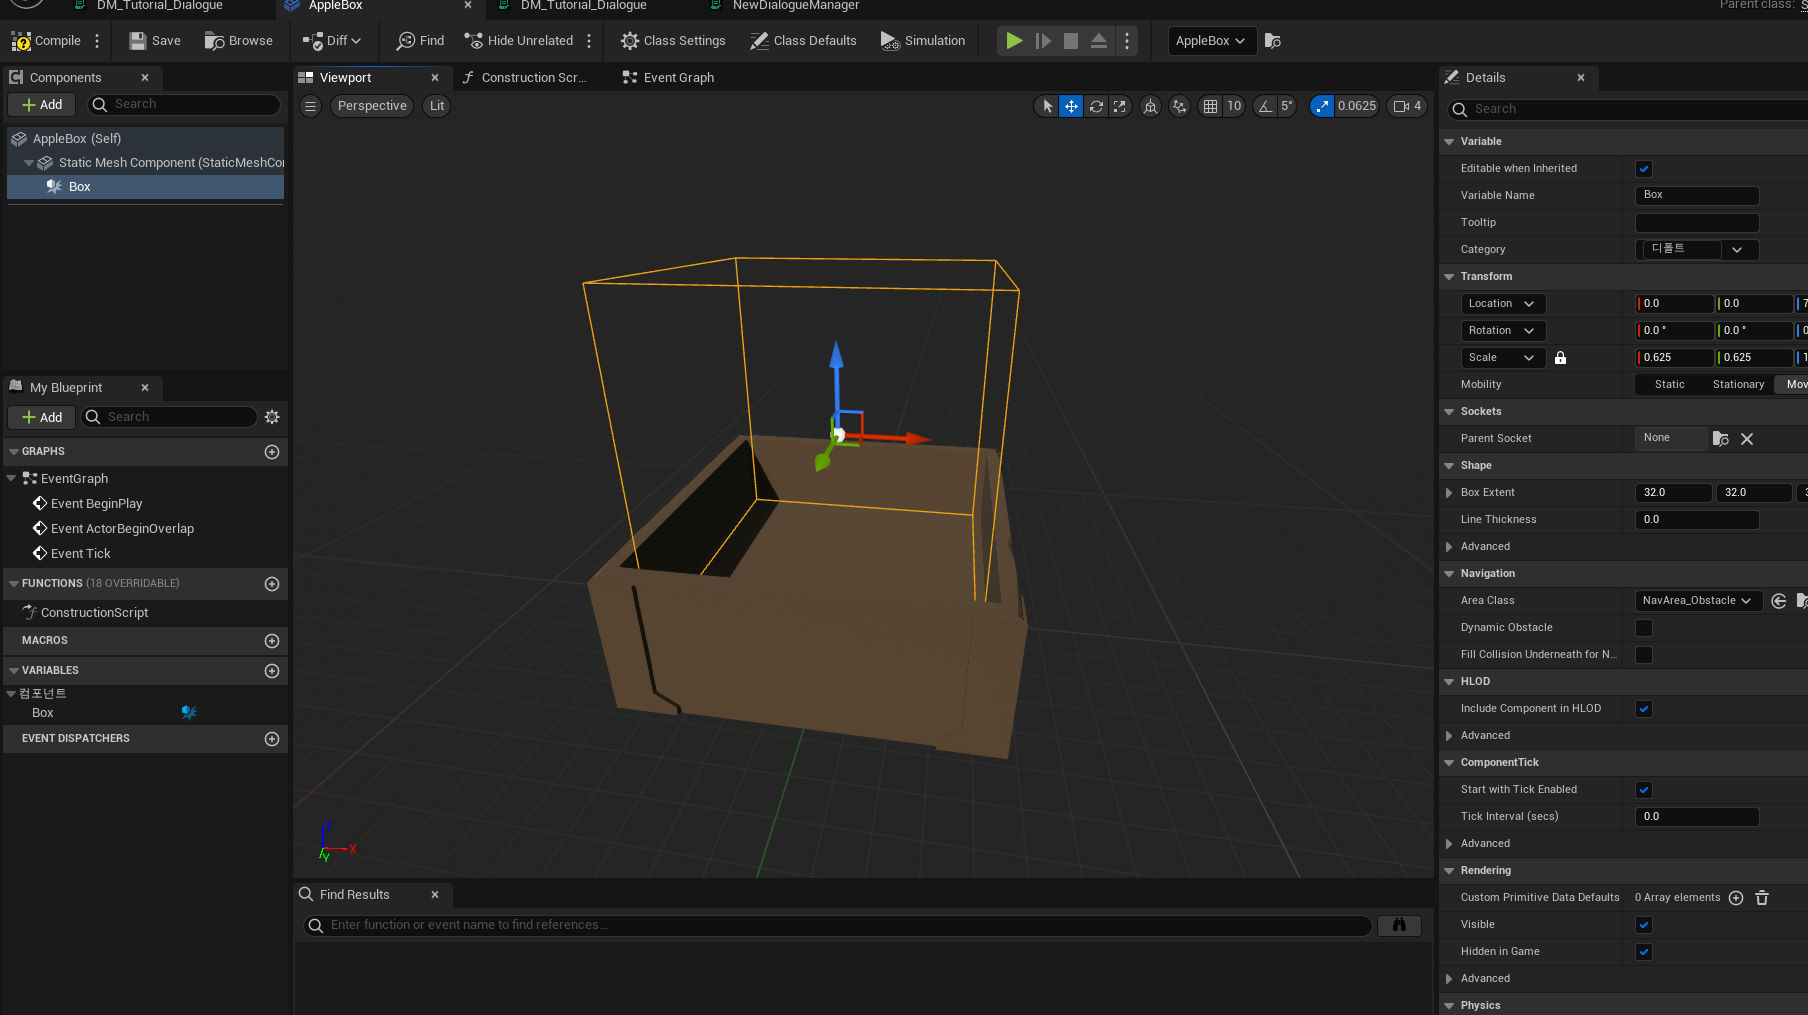 DM_Tutorial_Dialogue
AppleBox
DM_Tutorial_Dialogue
NewDialogueManager
Parent class:
Compile
Save
Browse
Diff
Find
Hide Unrelated
Class Settings
Class Defaults
Simulation
AppleBox
Components
Add
Search
AppleBox (Self)
Static Mesh Component (StaticMeshCo
Box
My Blueprint
Add
Search
GRAPHS
EventGraph
Event BeginPlay
Event ActorBeginOverlap
Event Tick
FUNCTIONS (18 OVERRIDABLE)
ConstructionScript
MACROS
VARIABLES
컴포넌트
Box
EVENT DISPATCHERS
Viewport
Construction Scr...
Event Graph
Perspective
Lit
10
5°
0.0625
4
Z
X
Y
Find Results
Enter function or event name to find references...
Details
Search
Variable
Editable when Inherited
Variable Name
Box
Tooltip
Category
디폴트
Transform
Location
0.0
0.0
7
Rotation
0.0 °
0.0 °
0
Scale
0.625
0.625
1
Mobility
Static
Stationary
Mov
Sockets
Parent Socket
None
Shape
Box Extent
32.0
32.0
3
Line Thickness
0.0
Advanced
Navigation
Area Class
NavArea_Obstacle
Dynamic Obstacle
Fill Collision Underneath for N...
HLOD
Include Component in HLOD
Advanced
ComponentTick
Start with Tick Enabled
Tick Interval (secs)
0.0
Advanced
Rendering
Custom Primitive Data Defaults
0 Array elements
Visible
Hidden in Game
Advanced
Physics